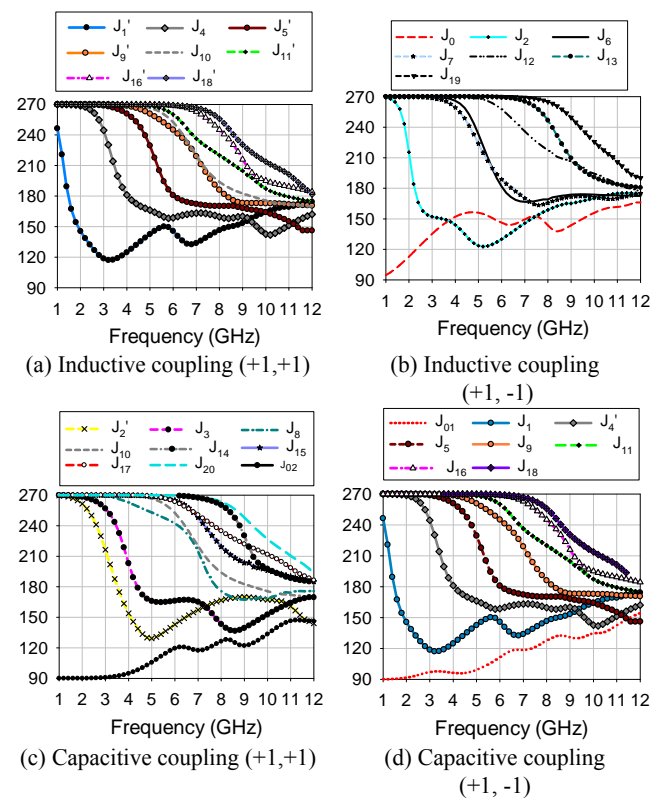 J₁' J₄ J₅'
J₉' J₁₀ J₁₁'
J₁₆' J₁₈'
270
240
210
180
150
120
90
1 2 3 4 5 6 7 8 9 10 11 12
Frequency (GHz)
(a) Inductive coupling (+1,+1)
J₀ J₂ J₆
J₇ J₁₂ J₁₃
J₁₉
270
240
210
180
150
120
90
1 2 3 4 5 6 7 8 9 10 11 12
Frequency (GHz)
(b) Inductive coupling
(+1, -1)
J₂' J₃ J₈
J₁₀ J₁₄ J₁₅
J₁₇ J₂₀ J₀₂
270
240
210
180
150
120
90
1 2 3 4 5 6 7 8 9 10 11 12
Frequency (GHz)
(c) Capacitive coupling (+1,+1)
J₀₁ J₁ J₄'
J₅ J₉ J₁₁
J₁₆ J₁₈
270
240
210
180
150
120
90
1 2 3 4 5 6 7 8 9 10 11 12
Frequency (GHz)
(d) Capacitive coupling
(+1, -1)